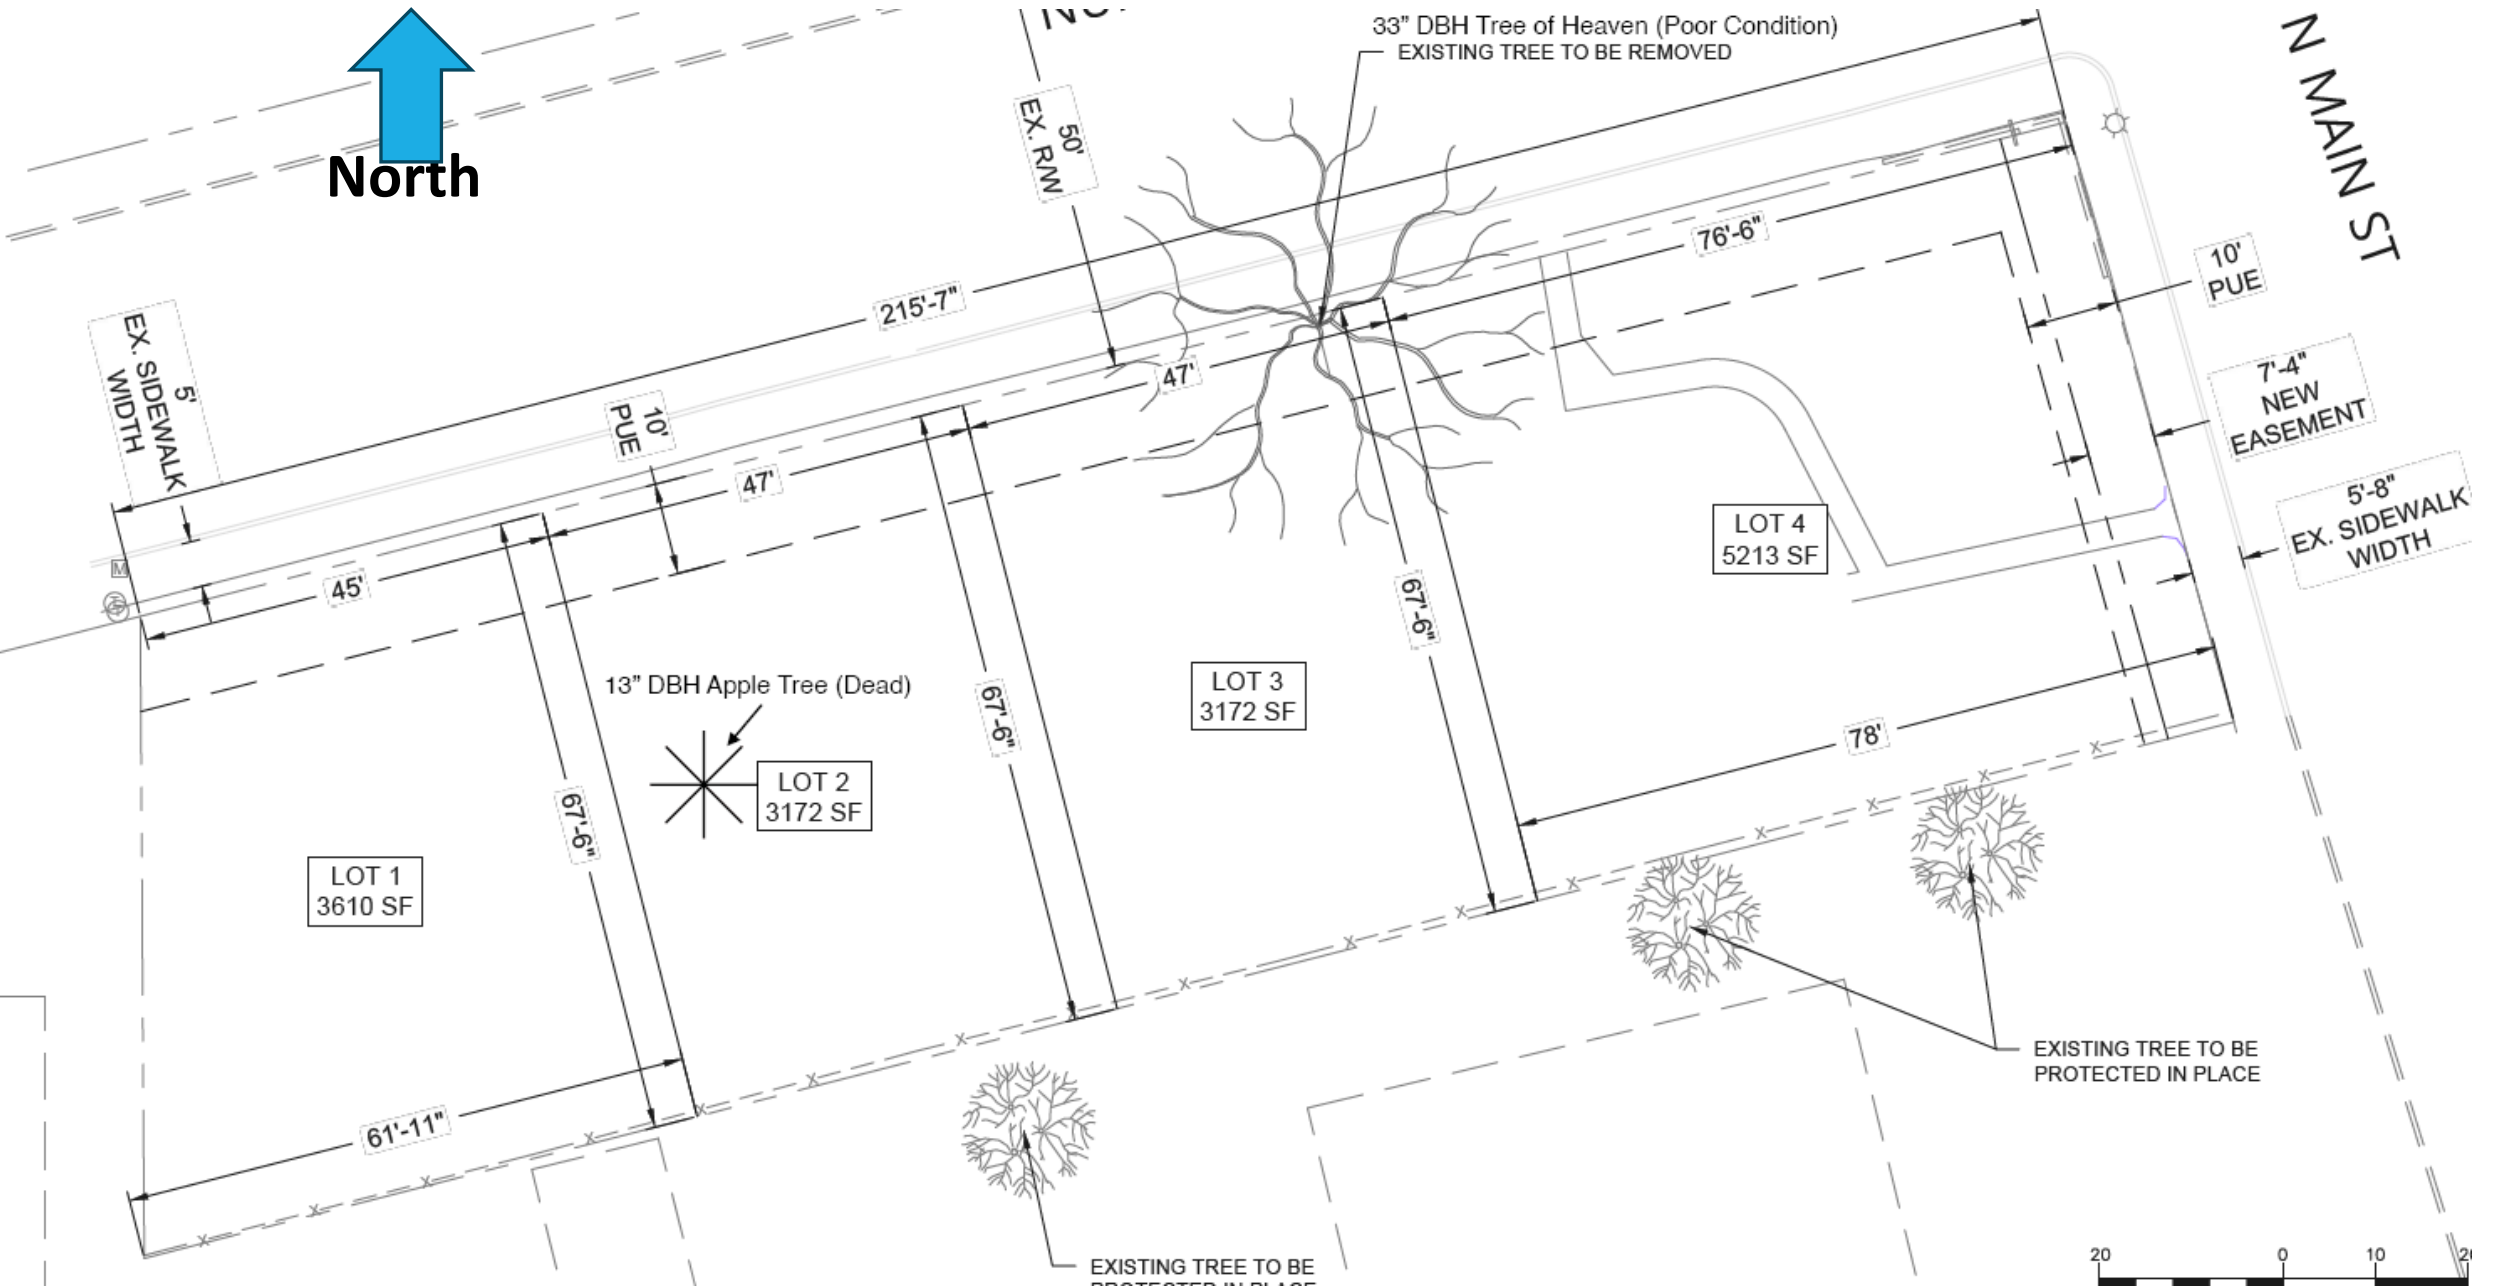 North
33” DBH Tree of Heaven (Poor Condition)
EXISTING TREE TO BE REMOVED
N MAIN ST
50'
EX. R/W
76'-6"
10'
PUE
215'-7"
5'
EX. SIDEWALK
WIDTH
7'-4"
NEW
EASEMENT
47'
10'
PUE
47'
5'-8"
EX. SIDEWALK
WIDTH
45'
LOT 4
5213 SF
67'-6"
13” DBH Apple Tree (Dead)
LOT 3
3172 SF
67'-6"
78'
LOT 2
3172 SF
67'-6"
LOT 1
3610 SF
61'-11"
M
EXISTING TREE TO BE
PROTECTED IN PLACE
EXISTING TREE TO BE
PROTECTED IN PLACE
20 0 10